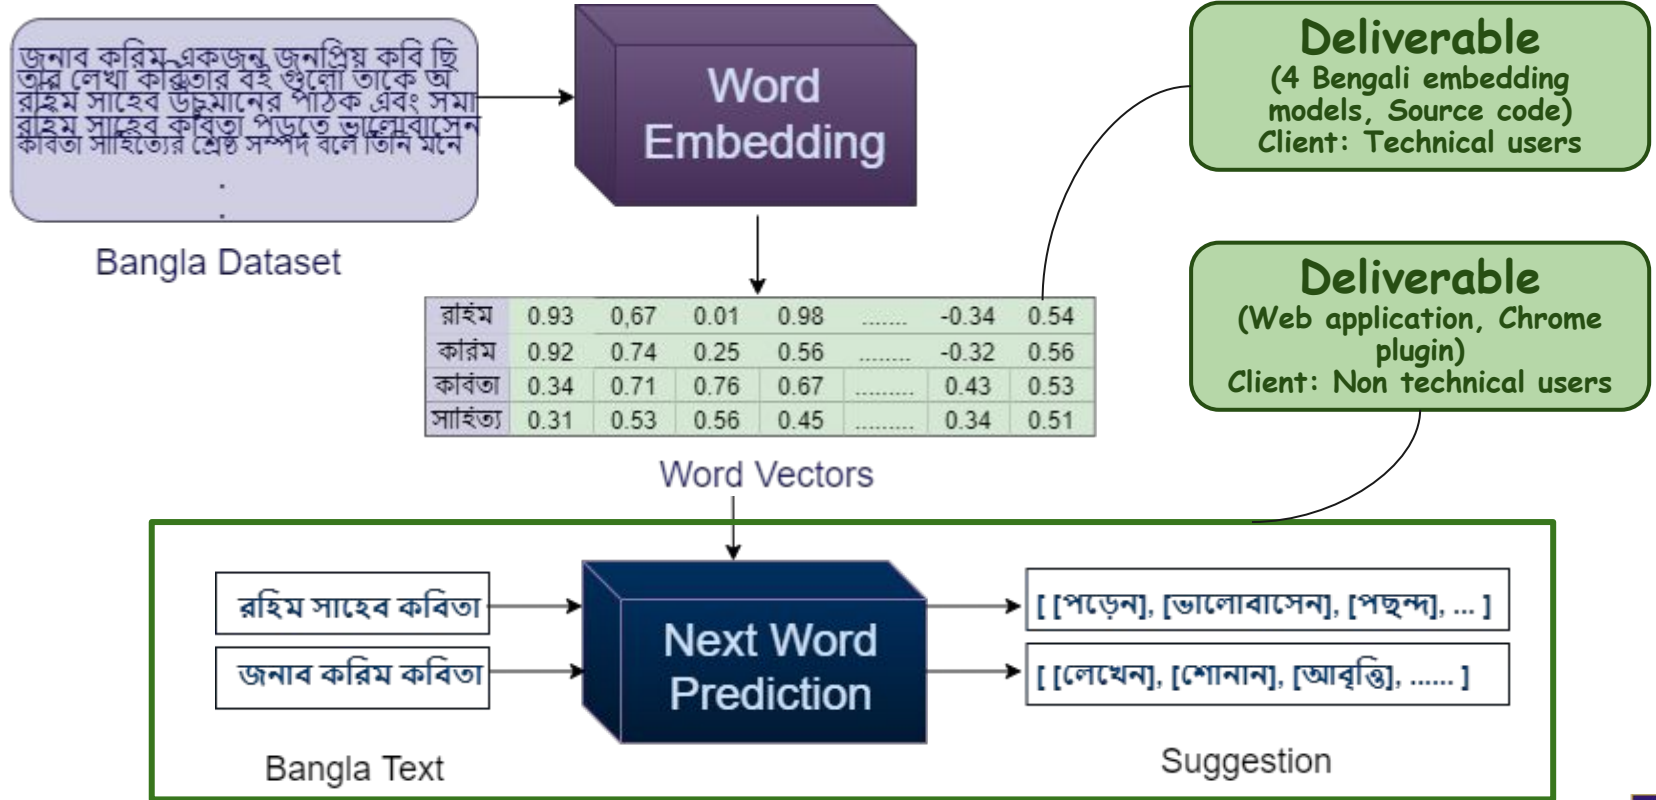 জনাব করিম একজন জনপ্রিয় কবি ছি
তাঁর লেখা কবিতার বই গুলো তাকে অ
রহিম সাহেব উচুমানের পাঠক এবং সমা
রহিম সাহেব কবিতা পড়তে ভালোবাসেন
কবিতা সাহিত্যের শ্রেষ্ঠ সম্পদ বলে তিনি মনে
.
.
Bangla Dataset
Word
Embedding
Deliverable
(4 Bengali embedding
models, Source code)
Client: Technical users
Deliverable
(Web application, Chrome
plugin)
Client: Non technical users
রহিম 0.93 0,67 0.01 0.98 ....... -0.34 0.54
করিম 0.92 0.74 0.25 0.56 ........ -0.32 0.56
কবিতা 0.34 0.71 0.76 0.67 ......... 0.43 0.53
সাহিত্য 0.31 0.53 0.56 0.45 ......... 0.34 0.51
Word Vectors
রহিম সাহেব কবিতা
জনাব করিম কবিতা
Bangla Text
Next Word
Prediction
[ [পড়েন], [ভালোবাসেন], [পছন্দ], ... ]
[ [লেখেন], [শোনান], [আবৃত্তি], ...... ]
Suggestion